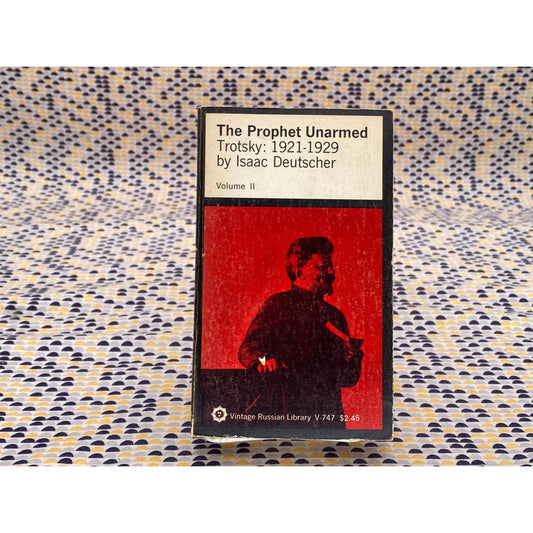 The Prophet Unarmed
Trotsky: 1921-1929
by Isaac Deutscher
Volume II
Vintage Russian Library V-747 $2.45